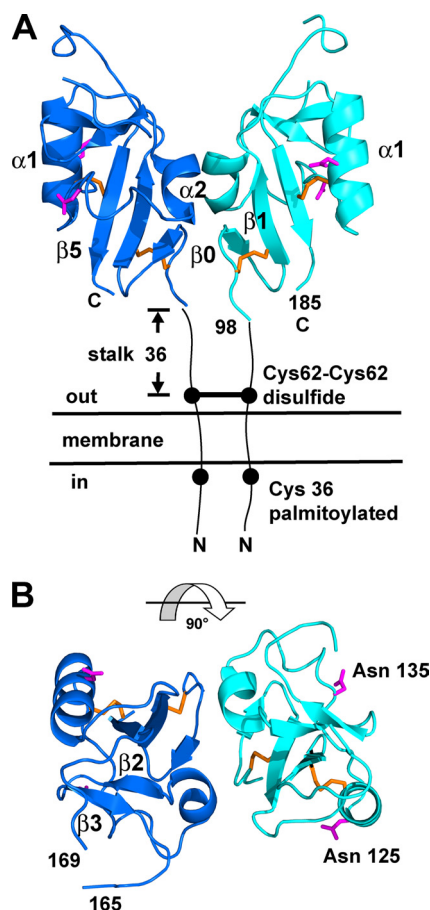 A
α1
α1
α2
β1
β5
β0
C
98
185
C
stalk 36
Cys62-Cys62
disulfide
out
membrane
in
Cys 36
palmitoylated
N
N
B
90°
Asn 135
β2
β3
169
165
Asn 125